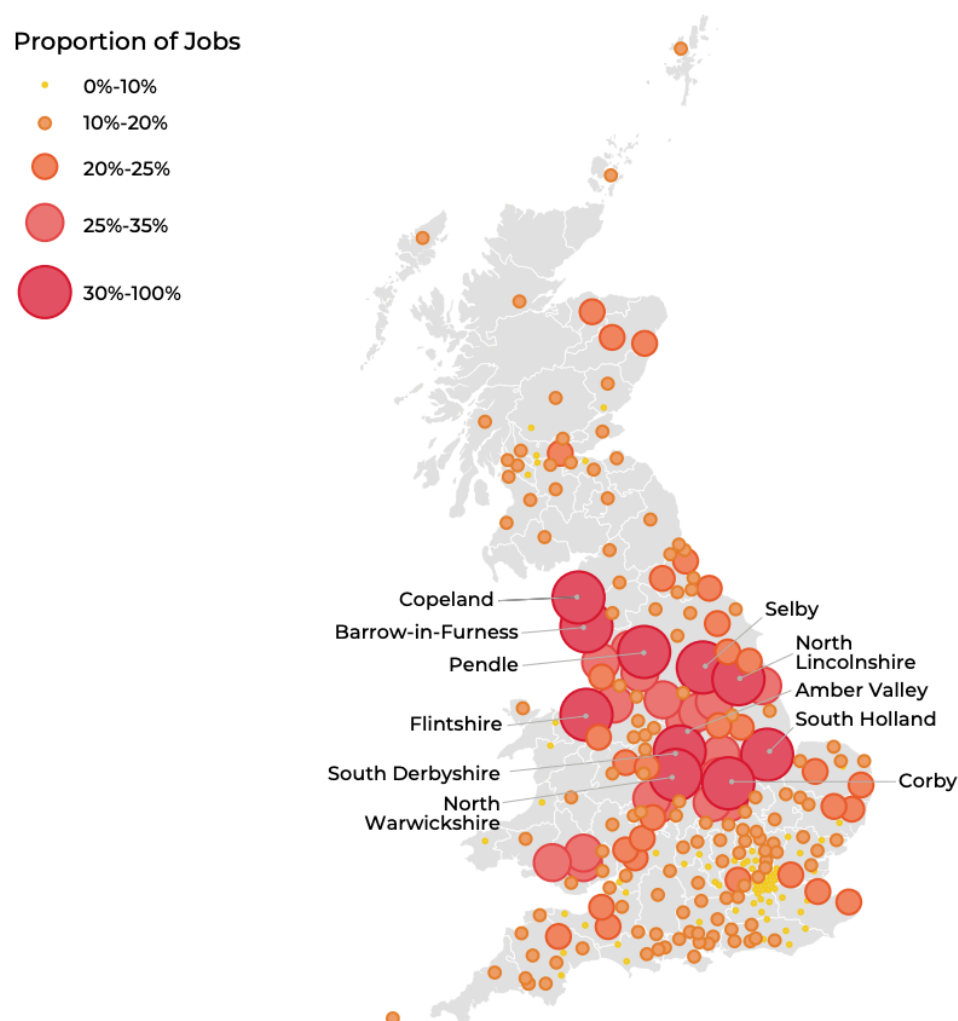 Proportion of Jobs
0%-10%
10%-20%
20%-25%
25%-35%
30%-100%
Copeland
Barrow-in-Furness
Pendle
Selby
North
Lincolnshire
Amber Valley
Flintshire
South Holland
South Derbyshire
Corby
North
Warwickshire